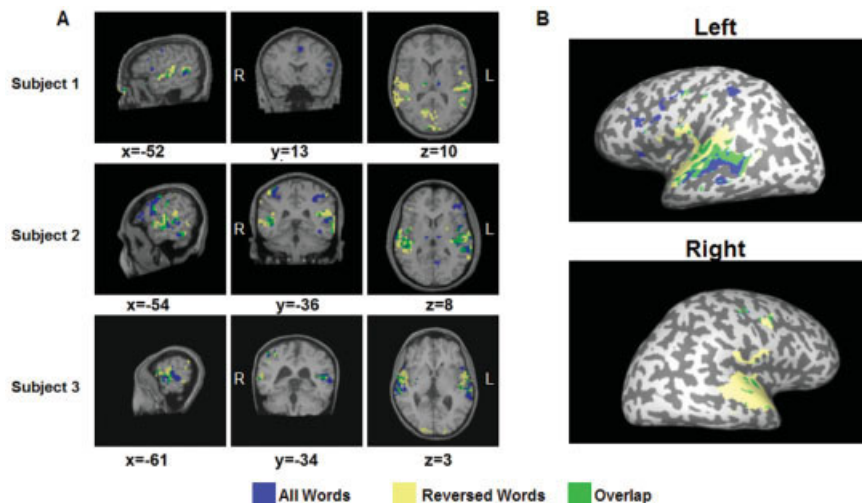 A
B
Left
Subject 1
R
L
x=-52
y=13
z=10
Subject 2
R
L
x=-54
y=-36
z=8
Right
Subject 3
R
L
x=-61
y=-34
z=3
All Words
Reversed Words
Overlap